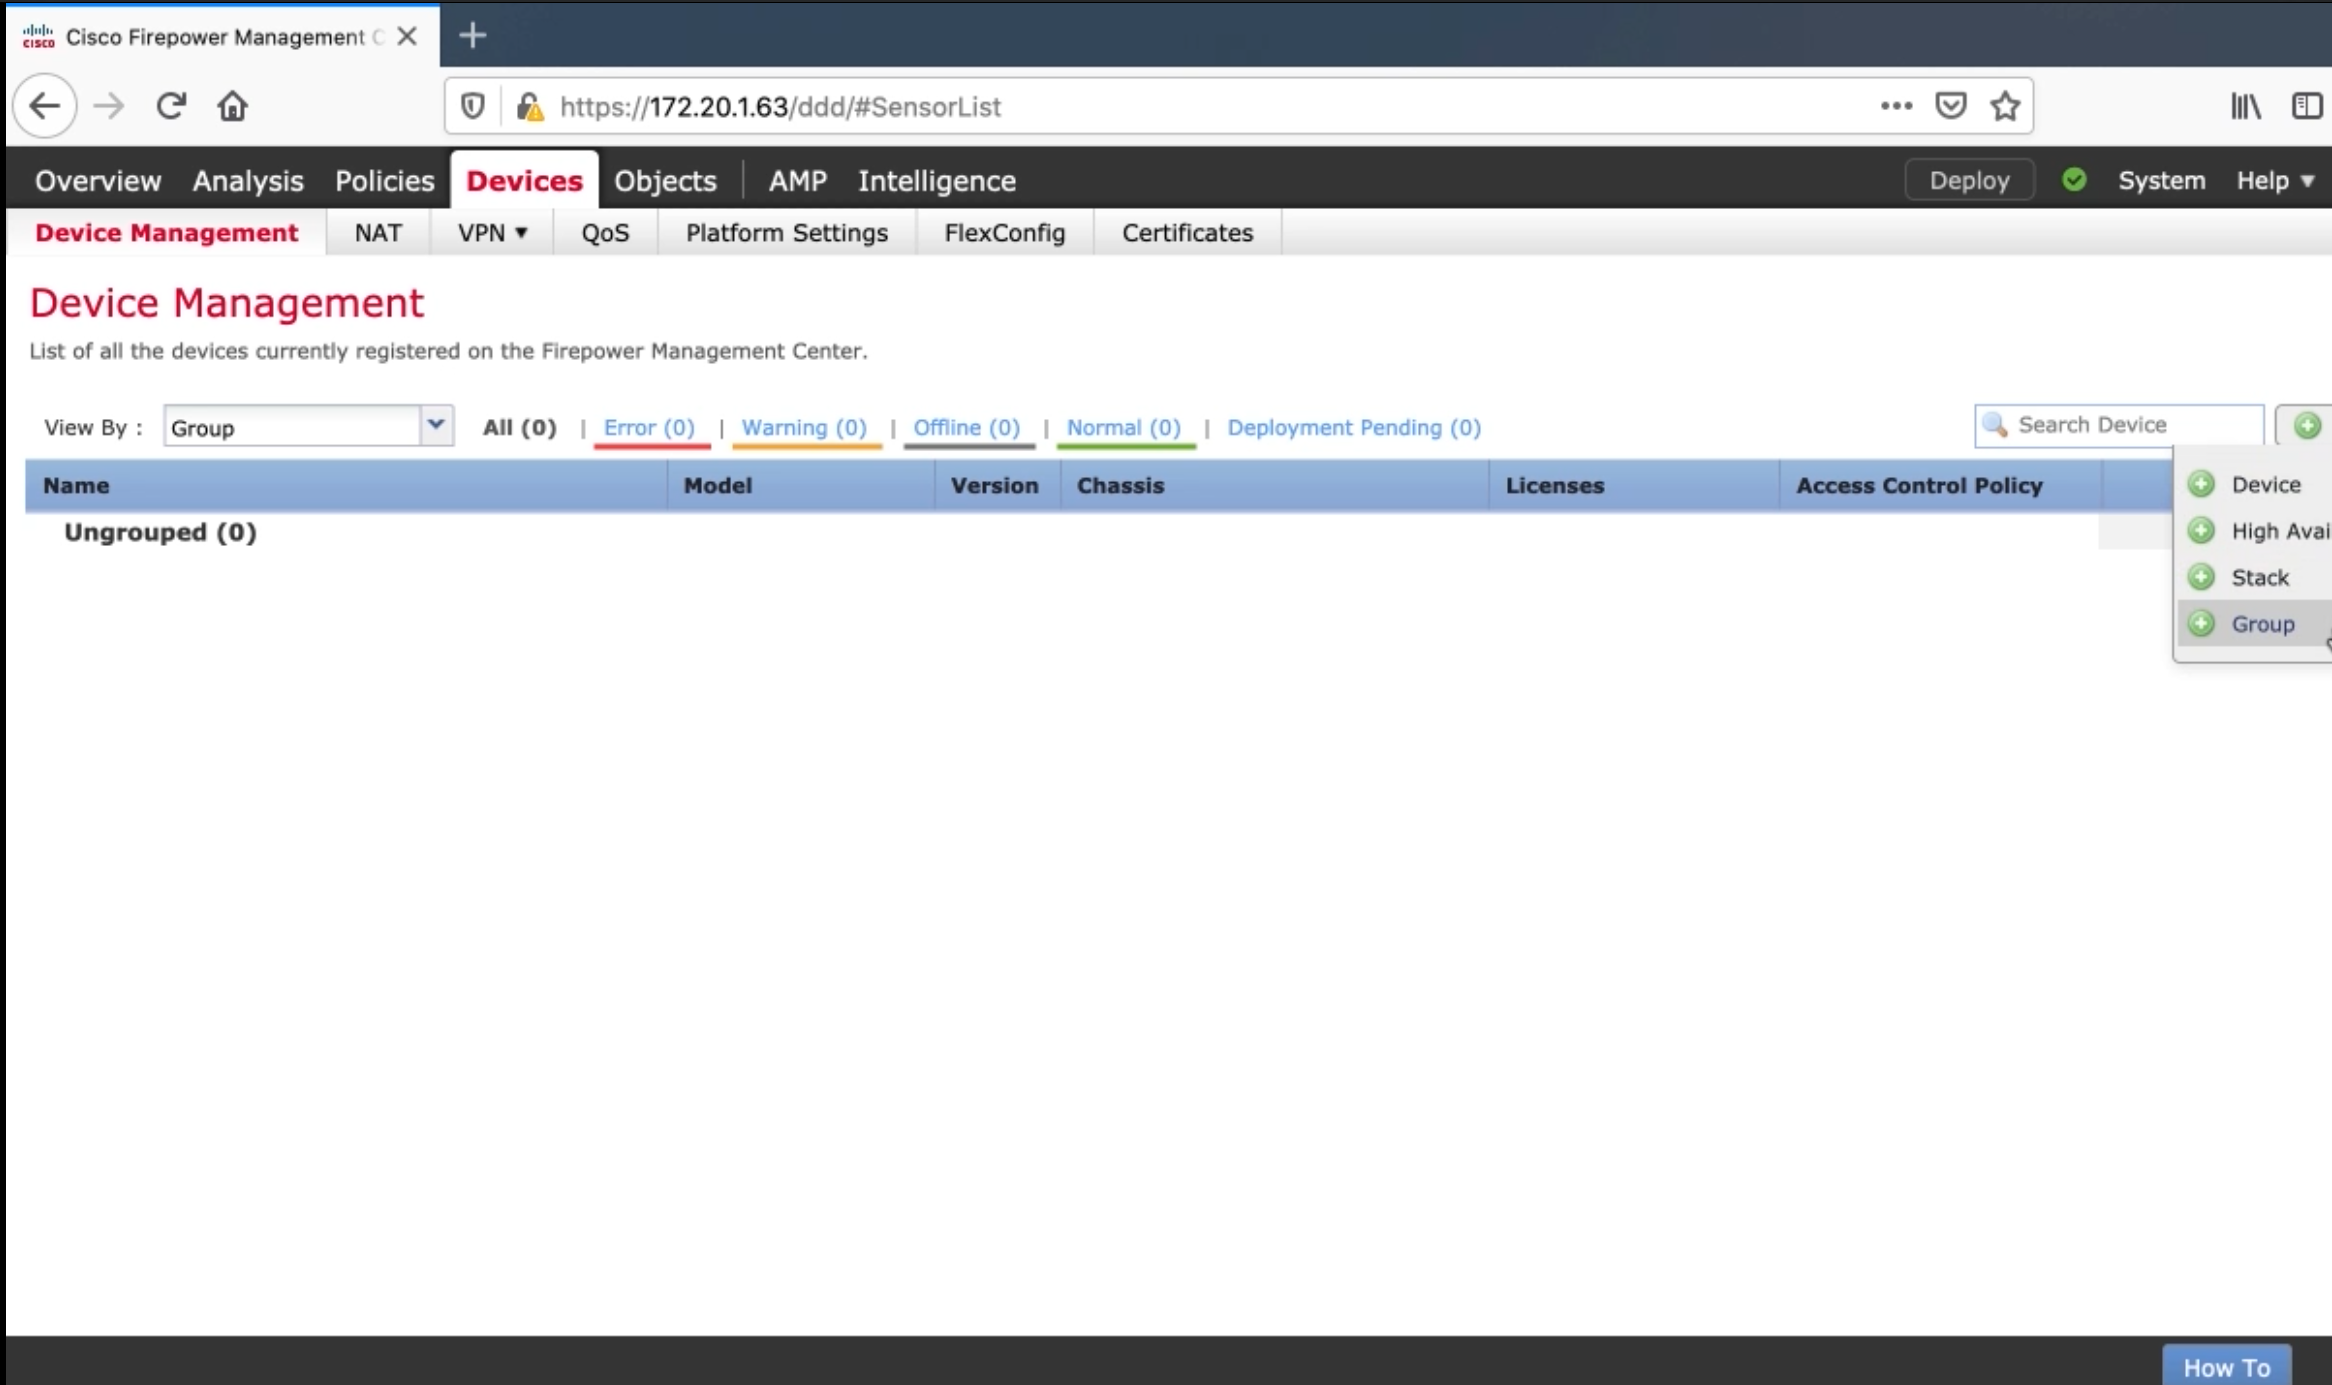 cisco Cisco Firepower Management C
https://172.20.1.63/ddd/#SensorList
Overview Analysis Policies Devices Objects AMP Intelligence Deploy System Help
Device Management NAT VPN QoS Platform Settings FlexConfig Certificates
Device Management
List of all the devices currently registered on the Firepower Management Center.
View By : Group All (0) | Error (0) | Warning (0) | Offline (0) | Normal (0) | Deployment Pending (0) Search Device
Name Model Version Chassis Licenses Access Control Policy
Ungrouped (0)
Device
High Avai
Stack
Group
How To